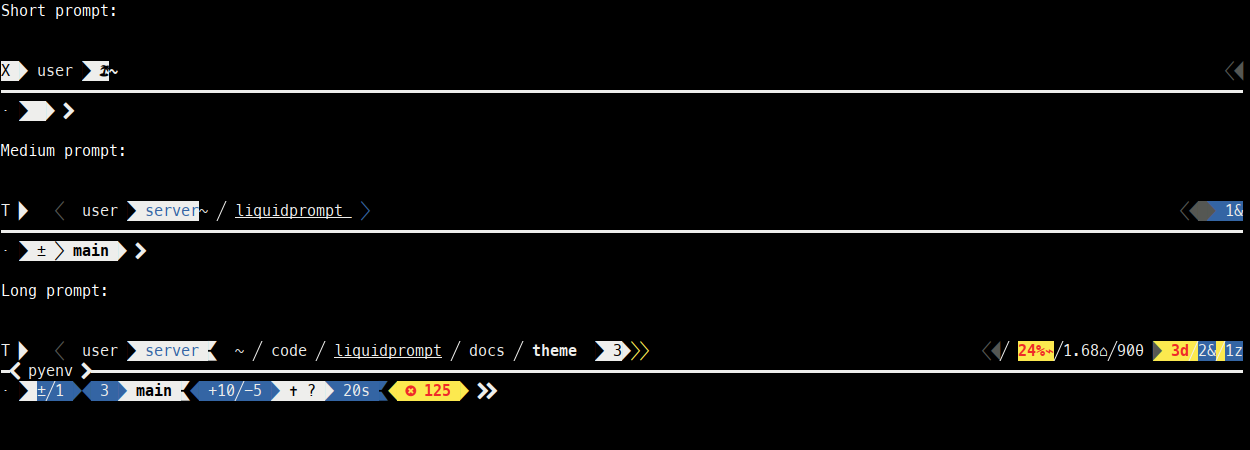 Short prompt:
X user ~
·
Medium prompt:
T user server~ / liquidprompt 1&
· ± main
Long prompt:
T user server ~ / code / liquidprompt / docs / theme 3 / 24%⌁/1.68⌂/900 3d/2&/1z
pyenv
· ±/1 3 main +10/-5 ✝ ? 20s ⊗ 125